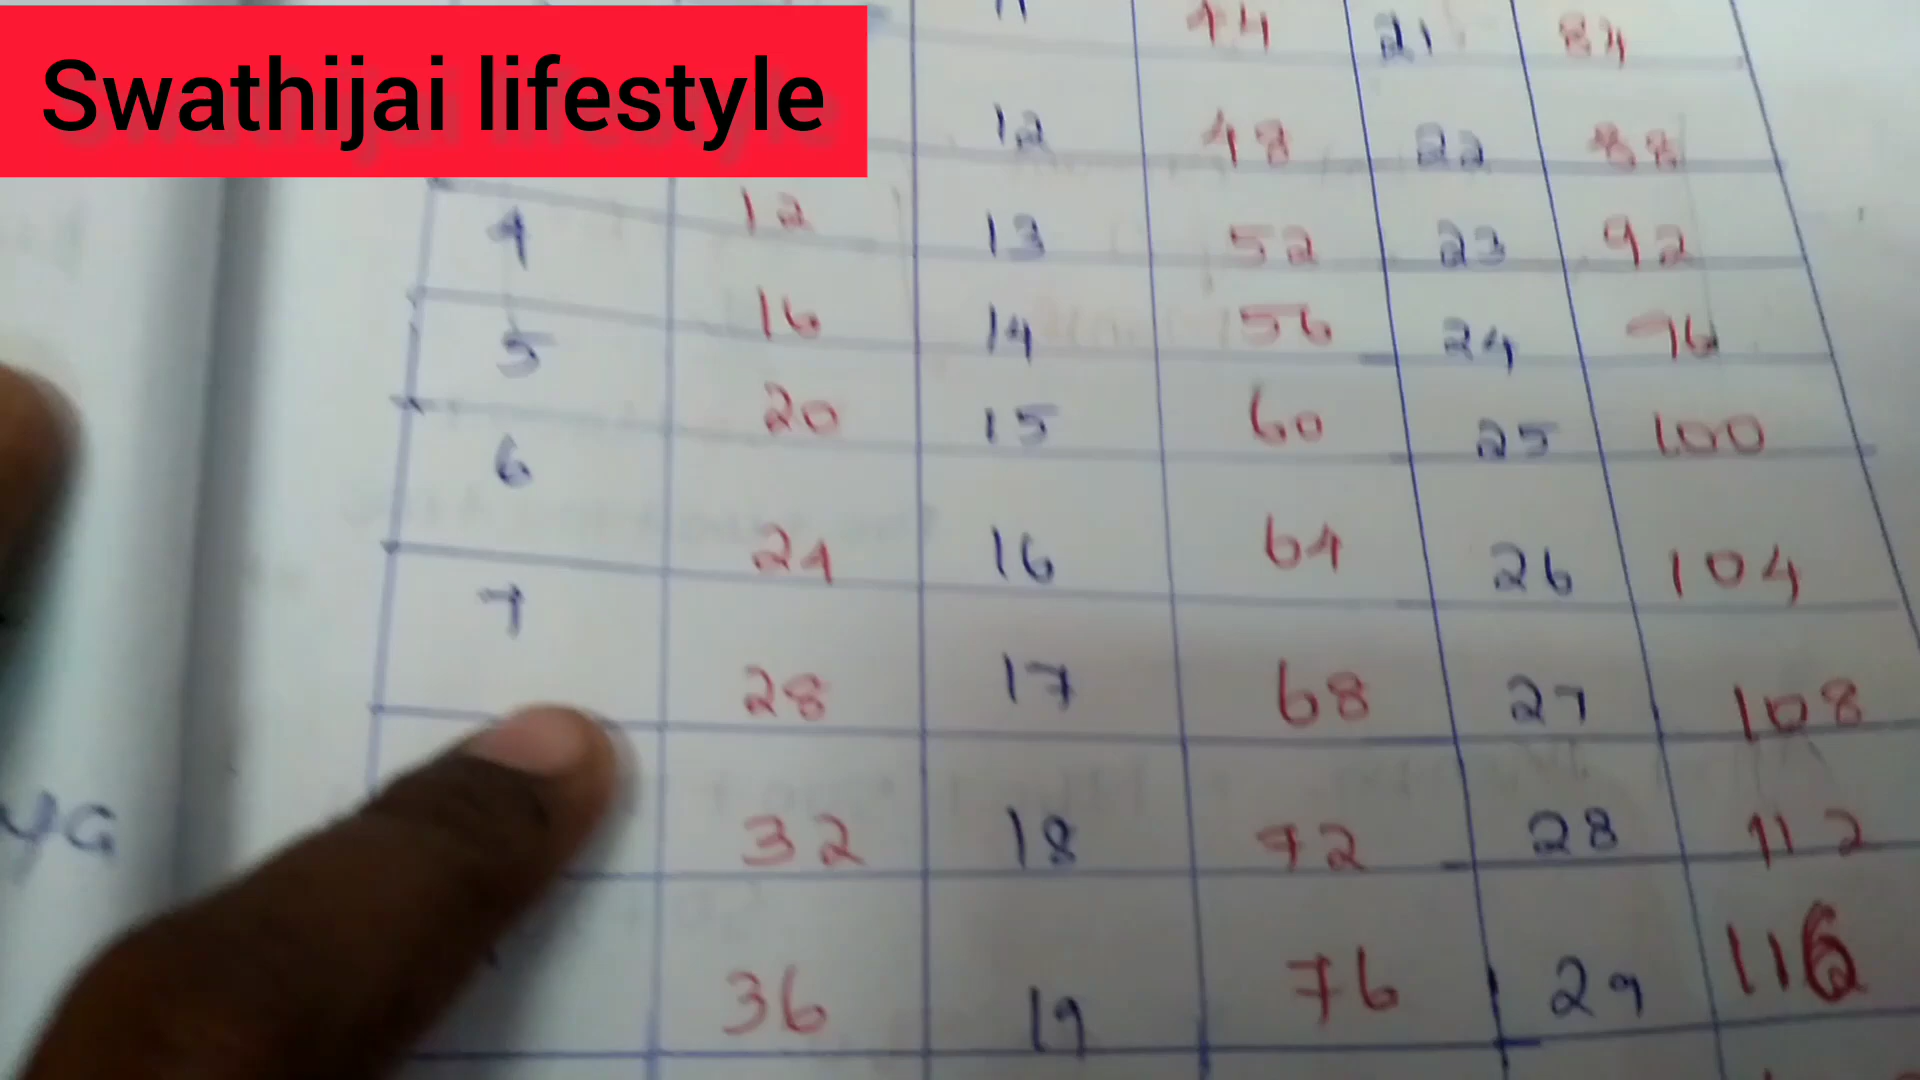 Swathijai lifestyle
44 21 84
12 48 22 88
12
4 13 52 23 92
16 14 56 24 96
5
20 15 60 25 100
6
24 16 64 26 104
7
28 17 68 27 108
32 18 72 28 112
36 19 76 29 116